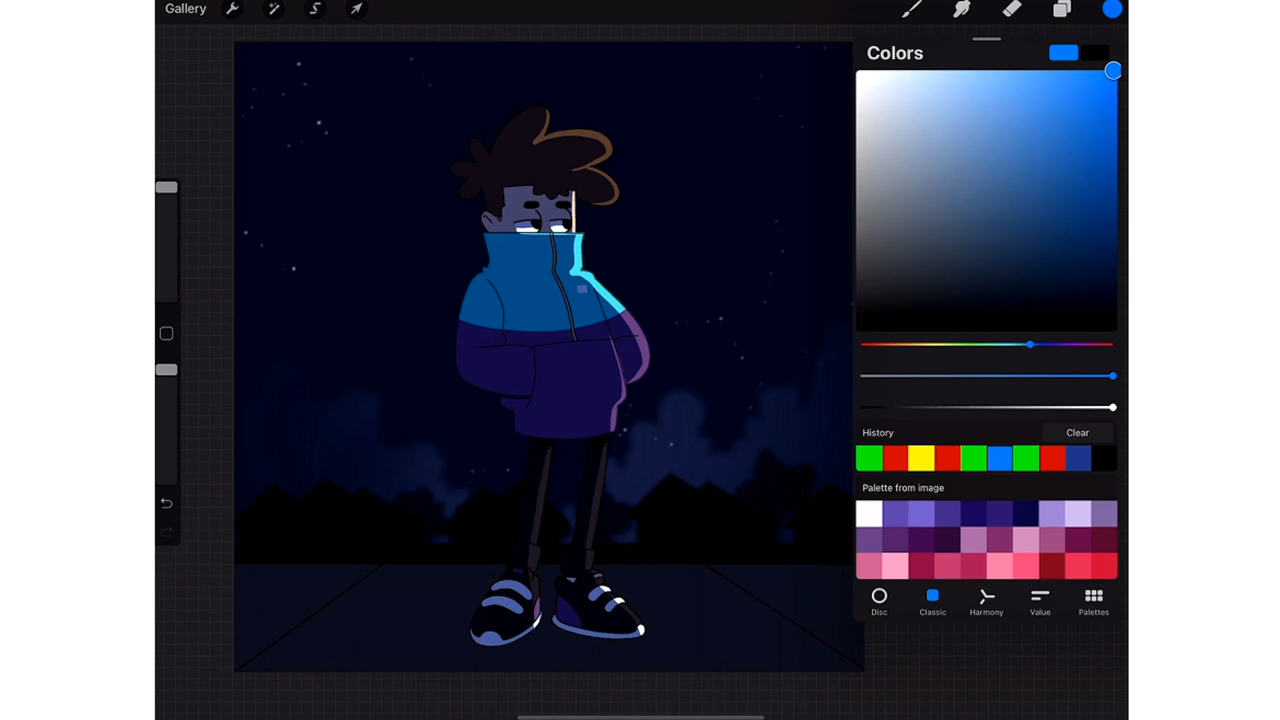 Gallery
Colors
History
Clear
Palette from image
Disc
Classic
Harmony
Value
Palettes